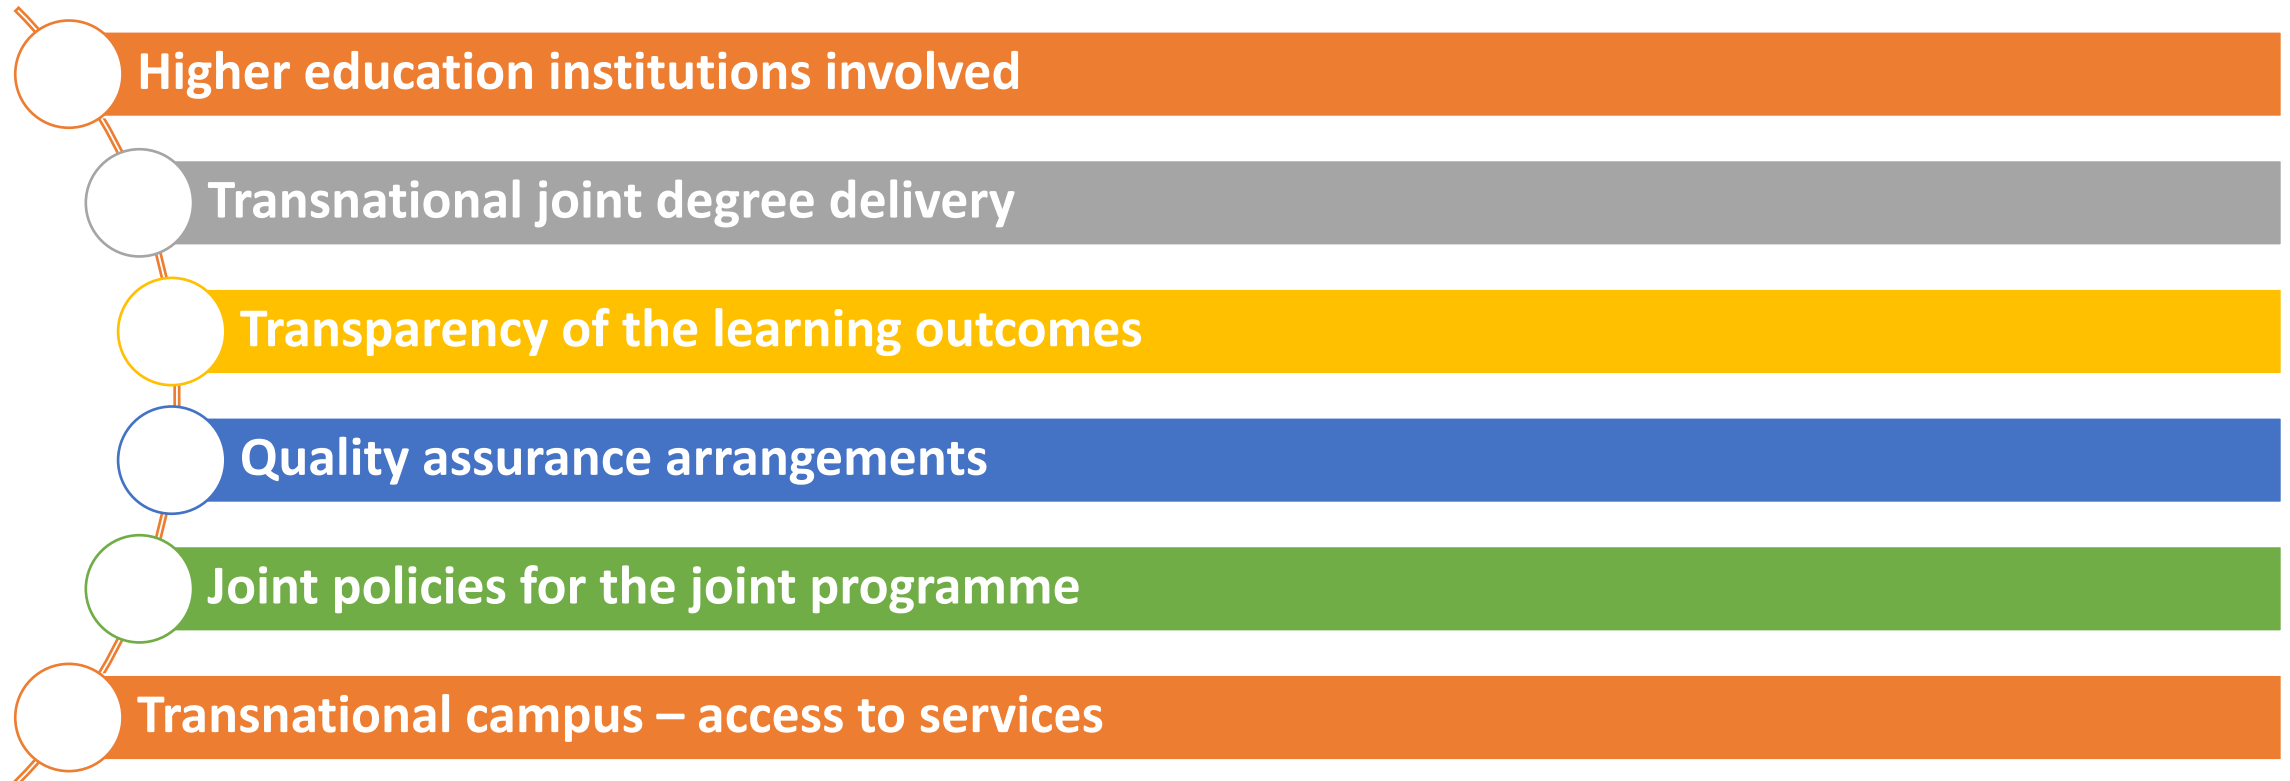 Higher education institutions involved
Transnational joint degree delivery
Transparency of the learning outcomes
Quality assurance arrangements
Joint policies for the joint programme
Transnational campus – access to services